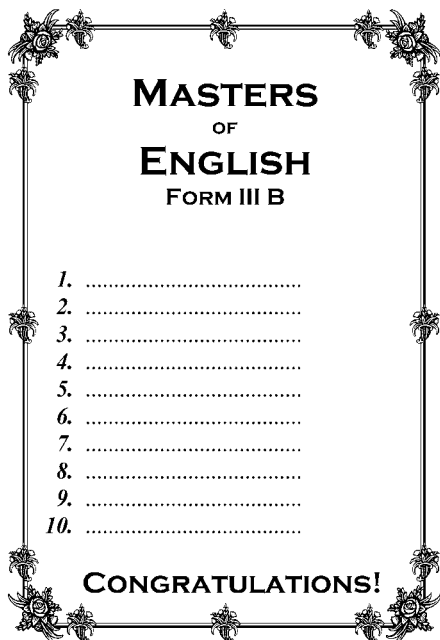 MASTERS
OF
ENGLISH
FORM III B
1. ......................................
2. ......................................
3. ......................................
4. ......................................
5. ......................................
6. ......................................
7. ......................................
8. ......................................
9. ......................................
10. ......................................
CONGRATULATIONS!